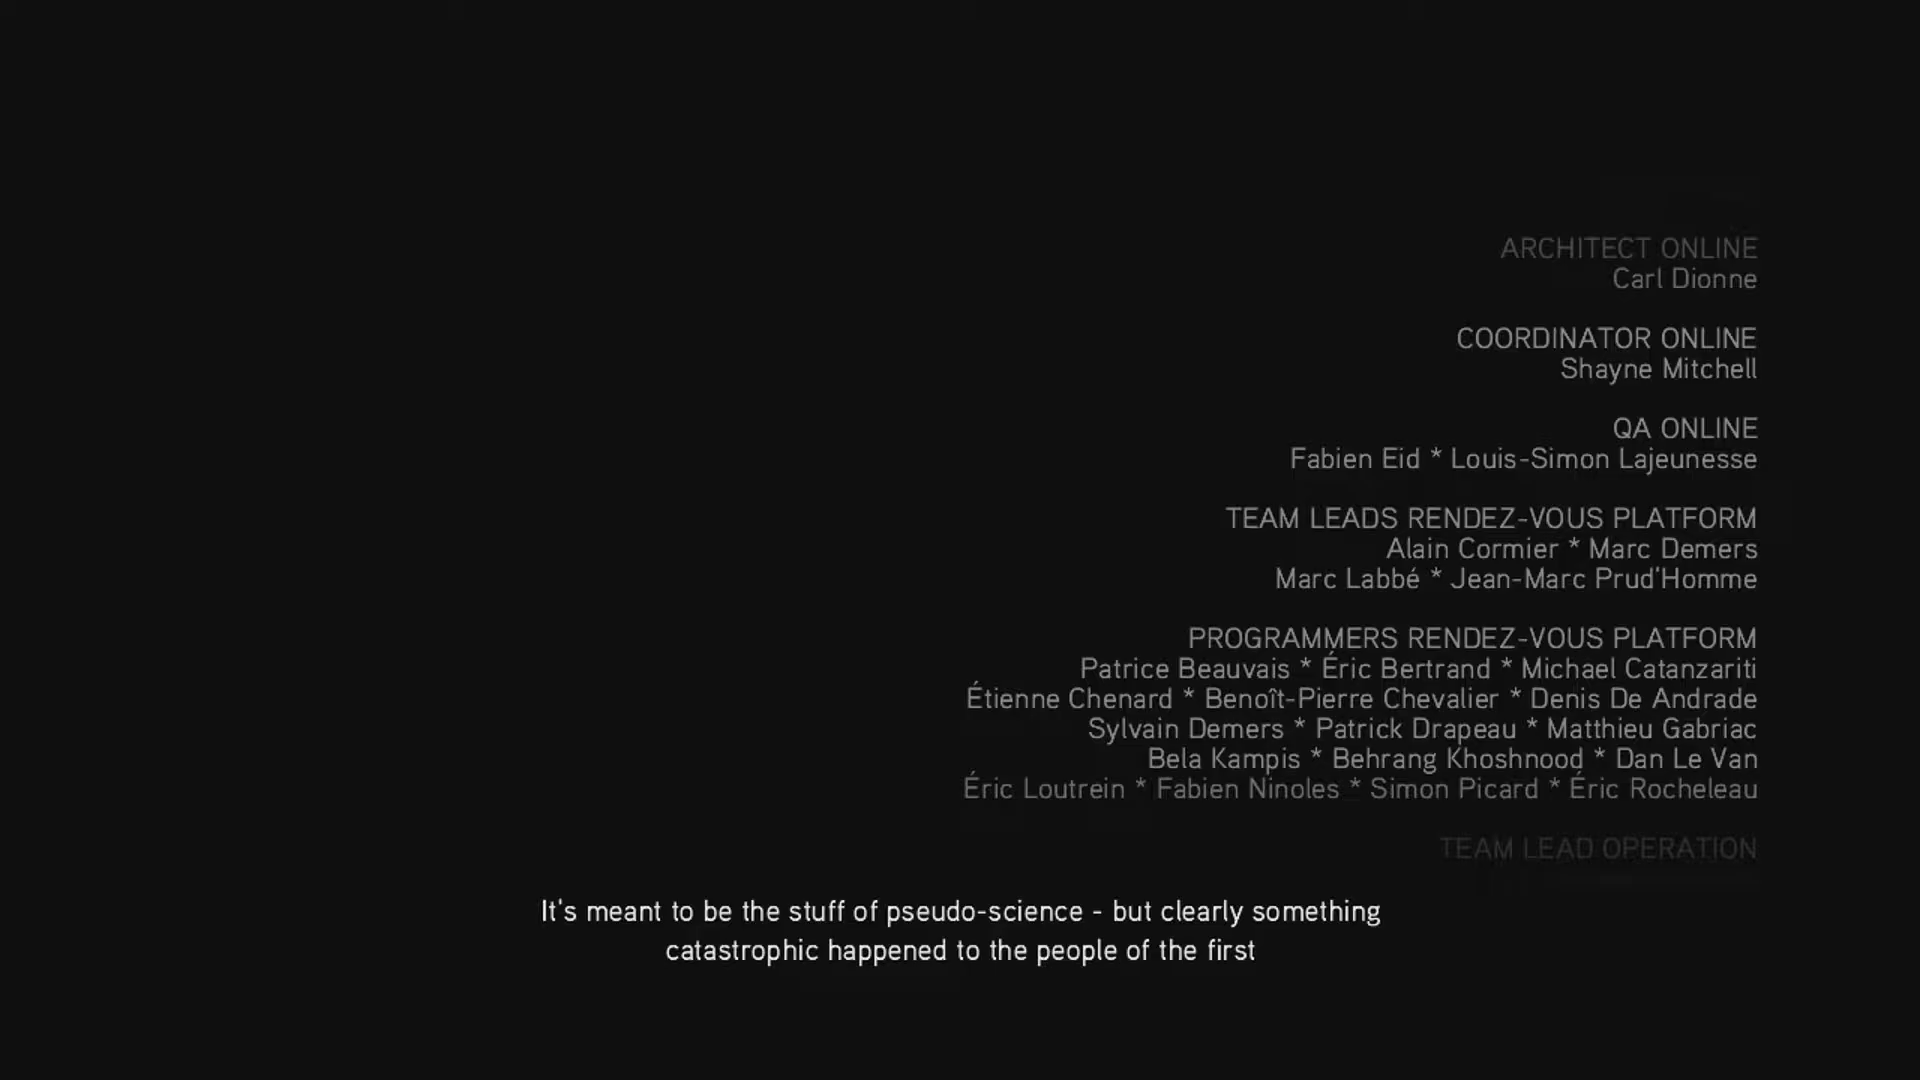 ARCHITECT ONLINE
Carl Dionne
COORDINATOR ONLINE
Shayne Mitchell
QA ONLINE
Fabien Eid * Louis-Simon Lajeunesse
TEAM LEADS RENDEZ-VOUS PLATFORM
Alain Cormier * Marc Demers
Marc Labbé * Jean-Marc Prud'Homme
PROGRAMMERS RENDEZ-VOUS PLATFORM
Patrice Beauvais * Éric Bertrand * Michael Catanzariti
Étienne Chenard * Benoît-Pierre Chevalier * Denis De Andrade
Sylvain Demers * Patrick Drapeau * Matthieu Gabriac
Bela Kampis * Behrang Khoshnood * Dan Le Van
Éric Loutrein * Fabien Ninoles * Simon Picard * Éric Rocheleau
TEAM LEAD OPERATION
It's meant to be the stuff of pseudo-science - but clearly something
catastrophic happened to the people of the first